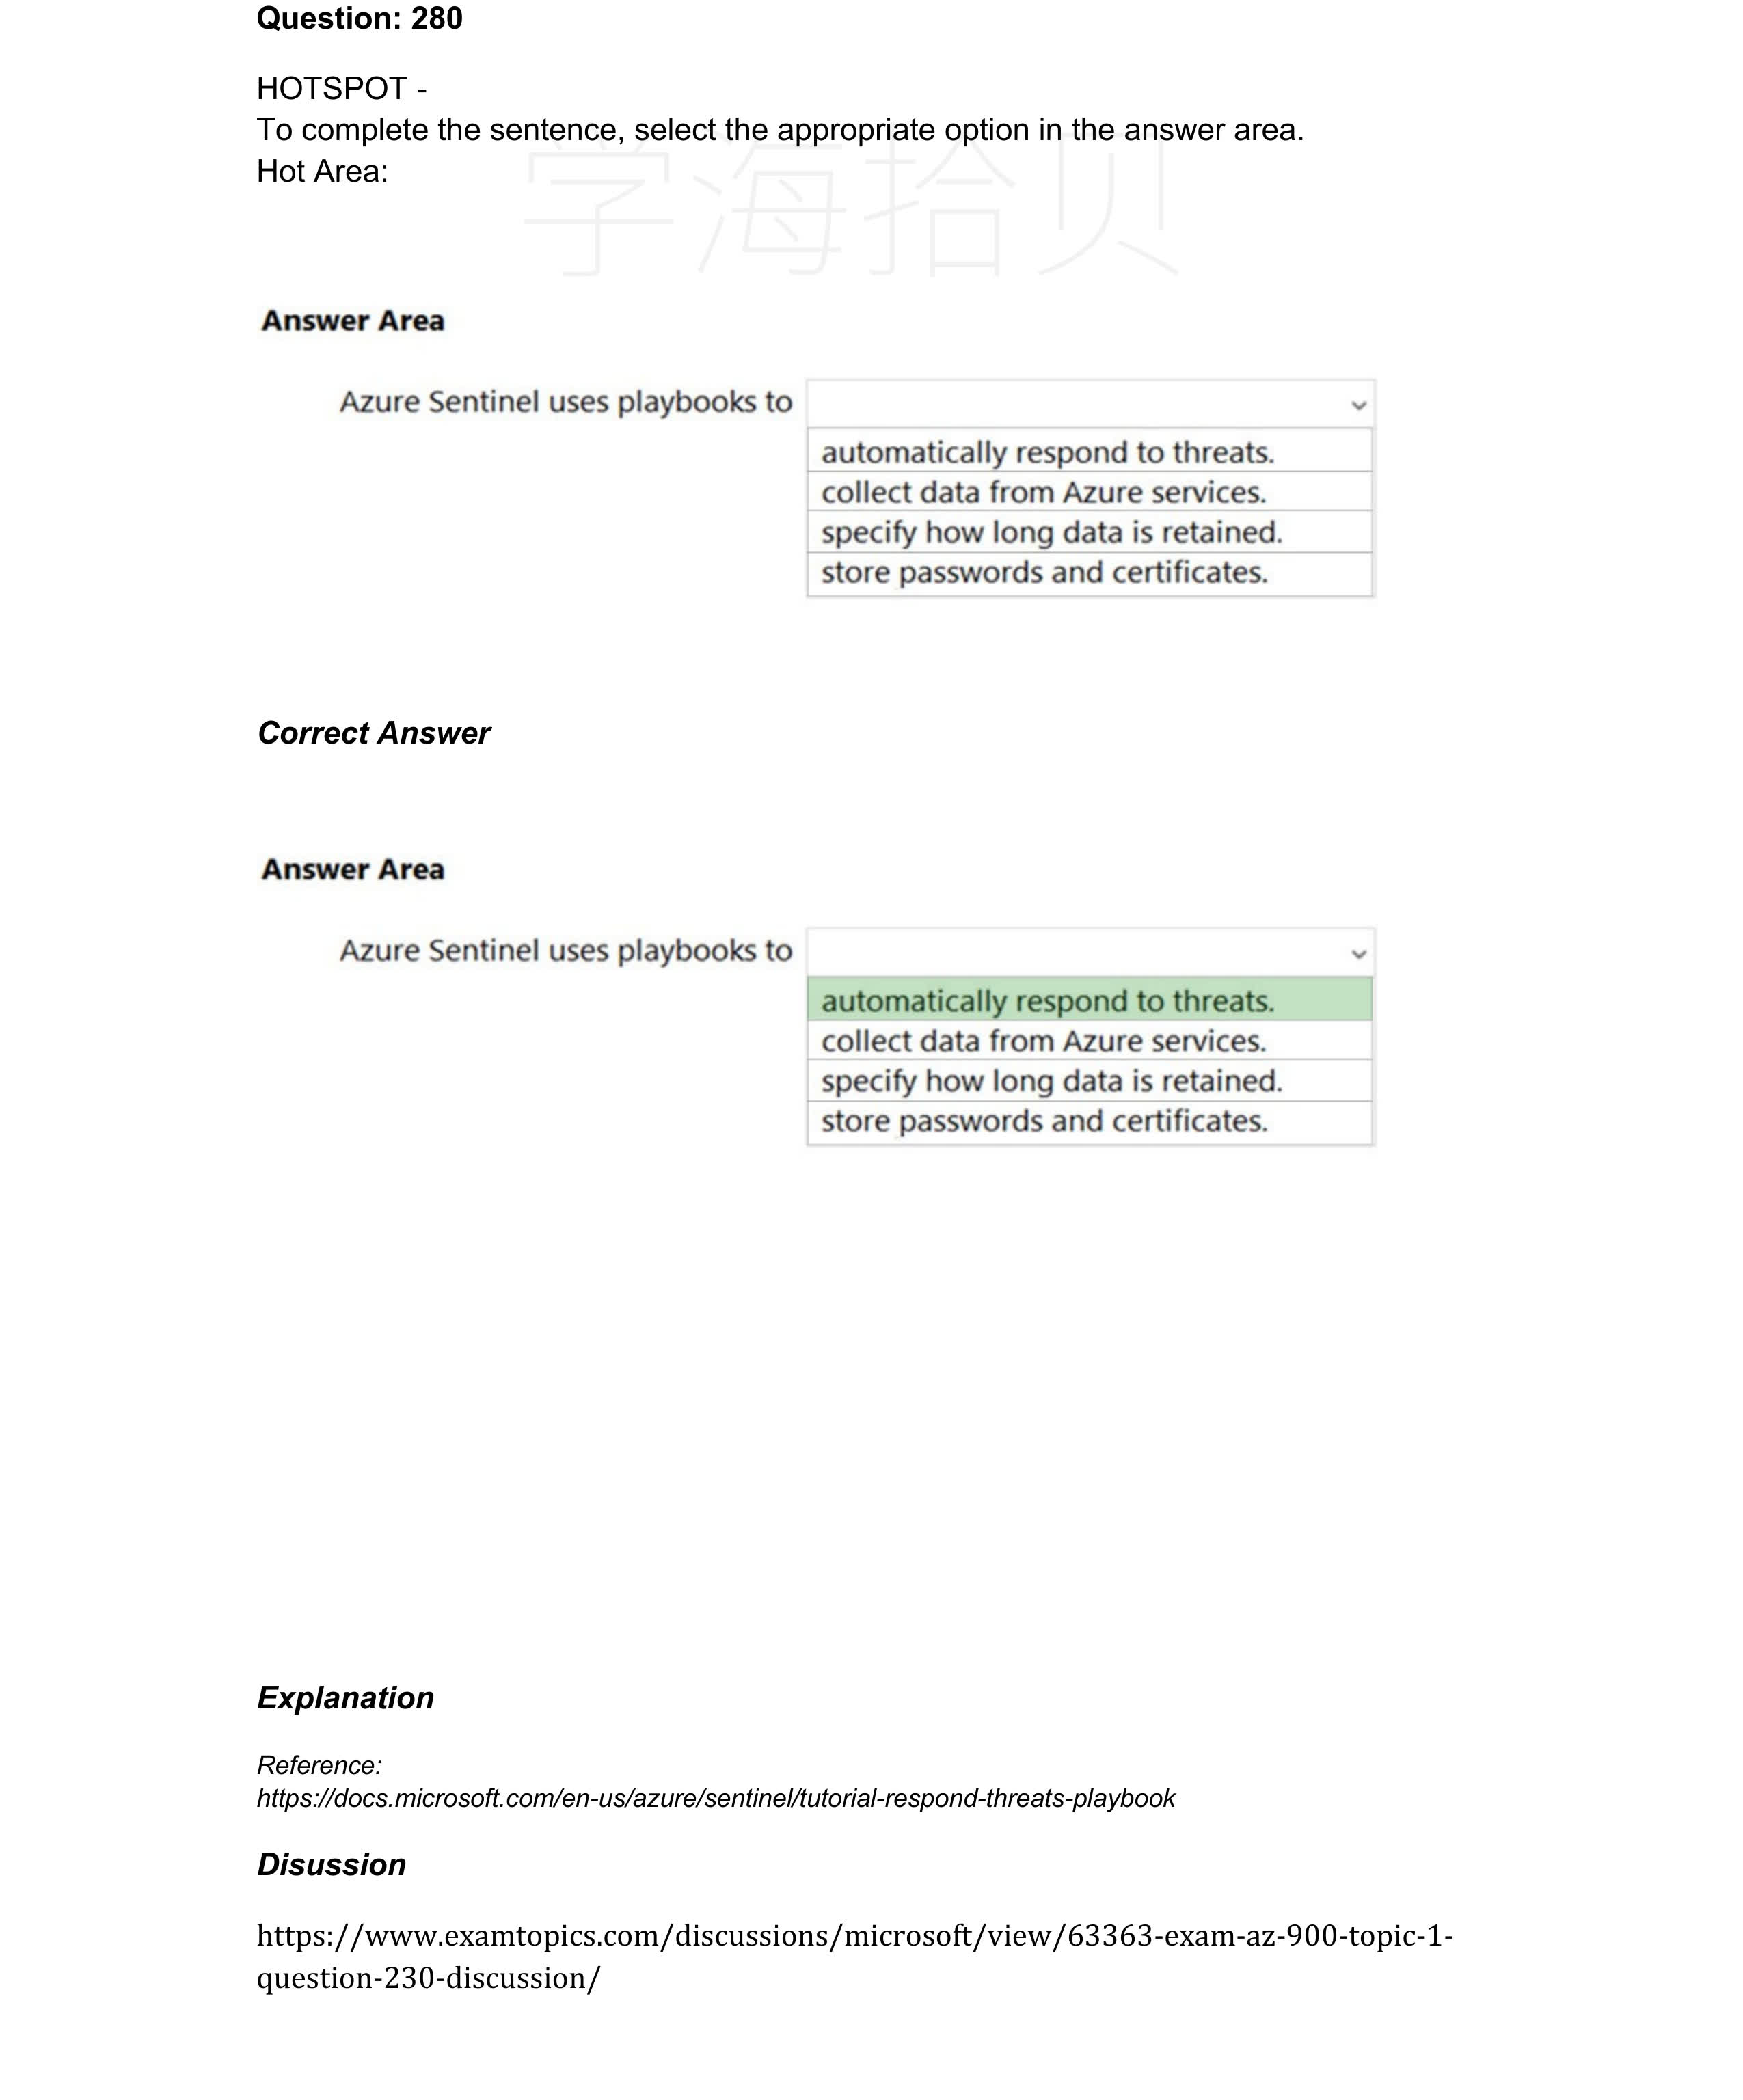 Question: 280
HOTSPOT -
To complete the sentence, select the appropriate option in the answer area.
Hot Area:
学海拾贝
Answer Area
Azure Sentinel uses playbooks to
automatically respond to threats.
collect data from Azure services.
specify how long data is retained.
store passwords and certificates.
Correct Answer
Answer Area
Azure Sentinel uses playbooks to
automatically respond to threats.
collect data from Azure services.
specify how long data is retained.
store passwords and certificates.
Explanation
Reference:
https://docs.microsoft.com/en-us/azure/sentinel/tutorial-respond-threats-playbook
Disussion
https://www.examtopics.com/discussions/microsoft/view/63363-exam-az-900-topic-1-
question-230-discussion/